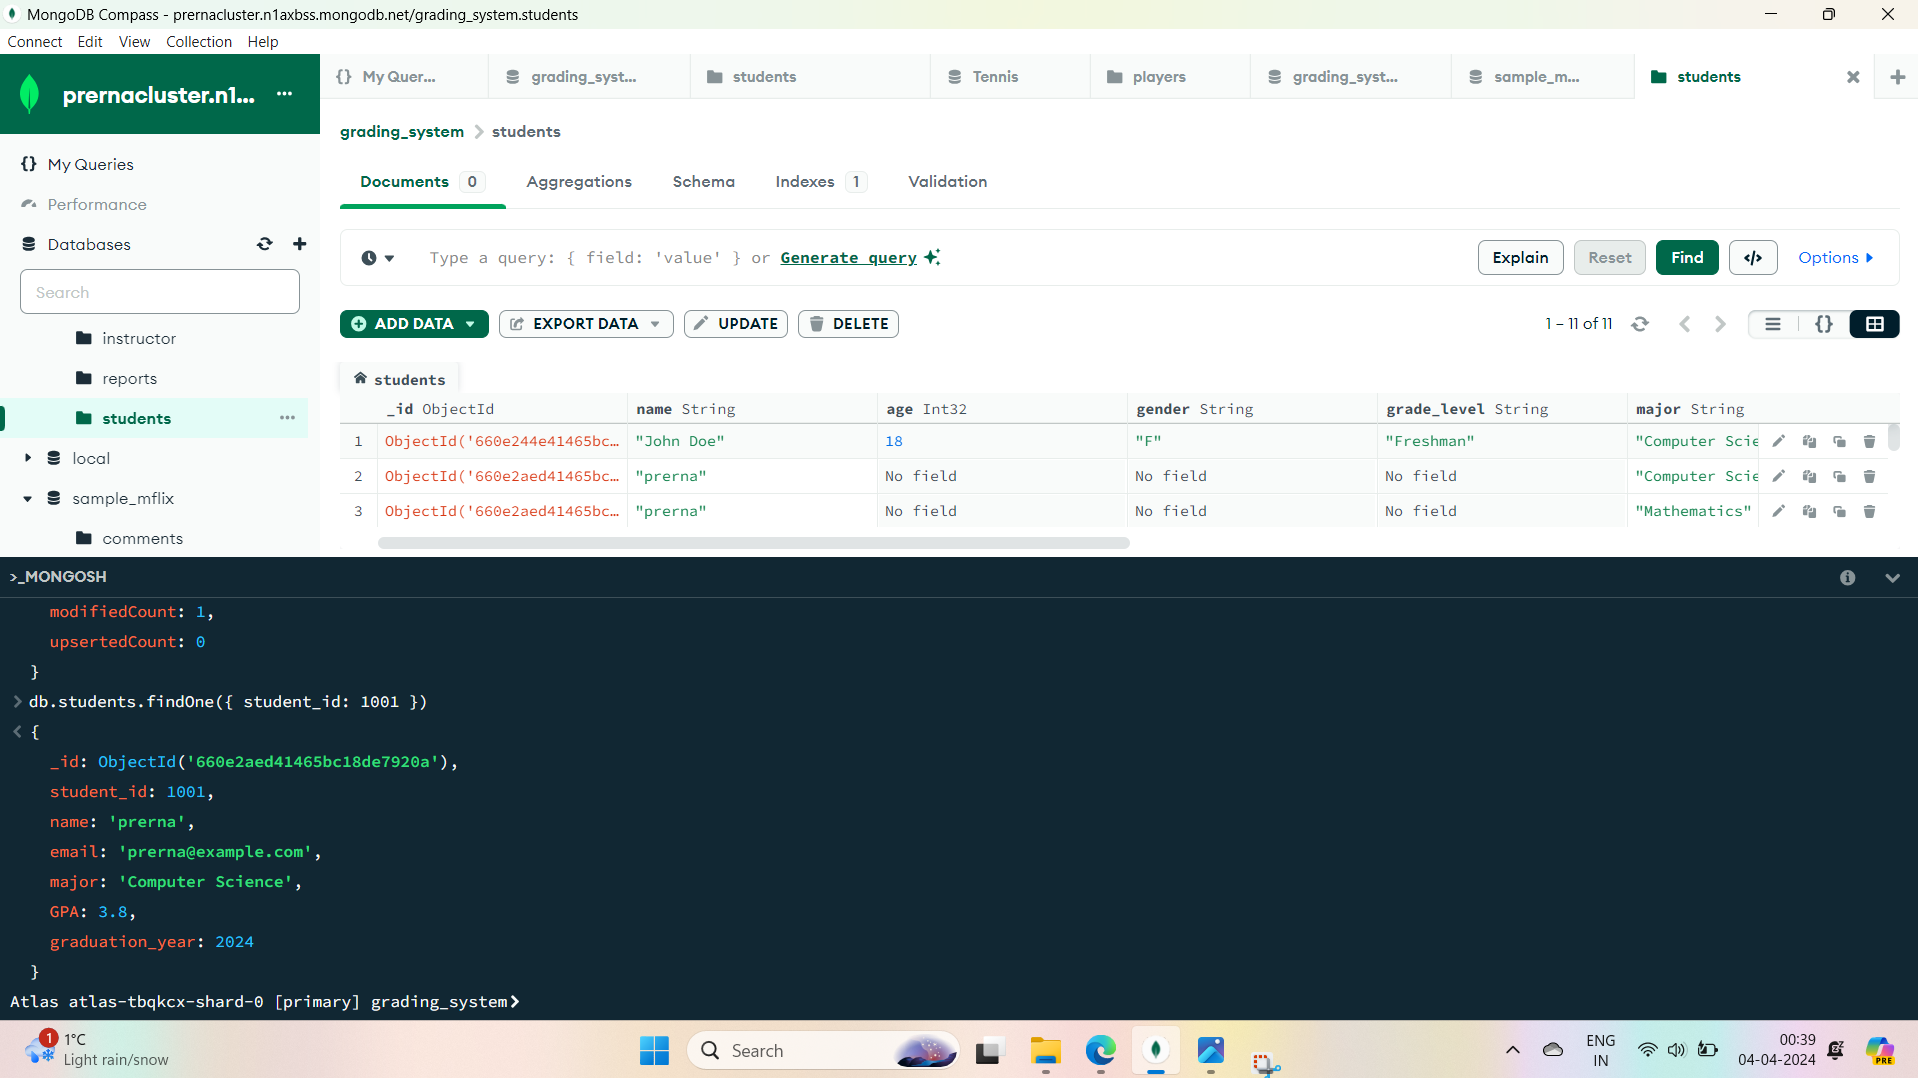 MongoDB Compass - prernacluster.n1axbss.mongodb.net/grading_system.students
Connect Edit View Collection Help
prernacluster.n1... ...
{} My Quer... grading_syst... students Tennis players grading_syst... sample_m... students
grading_system > students
{} My Queries
Documents 0 Aggregations Schema Indexes 1 Validation
Performance
Databases
Type a query: { field: 'value' } or Generate query
Explain Reset Find </> Options
Search
ADD DATA EXPORT DATA UPDATE DELETE 1 – 11 of 11 {}
instructor
reports
students
students ...
local
sample_mflix
comments
_id ObjectId name String age Int32 gender String grade_level String major String
1 ObjectId('660e244e41465bc... "John Doe" 18 "F" "Freshman" "Computer Scie
2 ObjectId('660e2aed41465bc... "prerna" No field No field No field "Computer Scie
3 ObjectId('660e2aed41465bc... "prerna" No field No field No field "Mathematics"
>_MONGOSH
modifiedCount: 1,
upsertedCount: 0
}
> db.students.findOne({ student_id: 1001 })
< {
_id: ObjectId('660e2aed41465bc18de7920a'),
student_id: 1001,
name: 'prerna',
email: 'prerna@example.com',
major: 'Computer Science',
GPA: 3.8,
graduation_year: 2024
}
Atlas atlas-tbqkcx-shard-0 [primary] grading_system>
1
1°C
Light rain/snow
Search
PRE
ENG
IN
00:39
04-04-2024